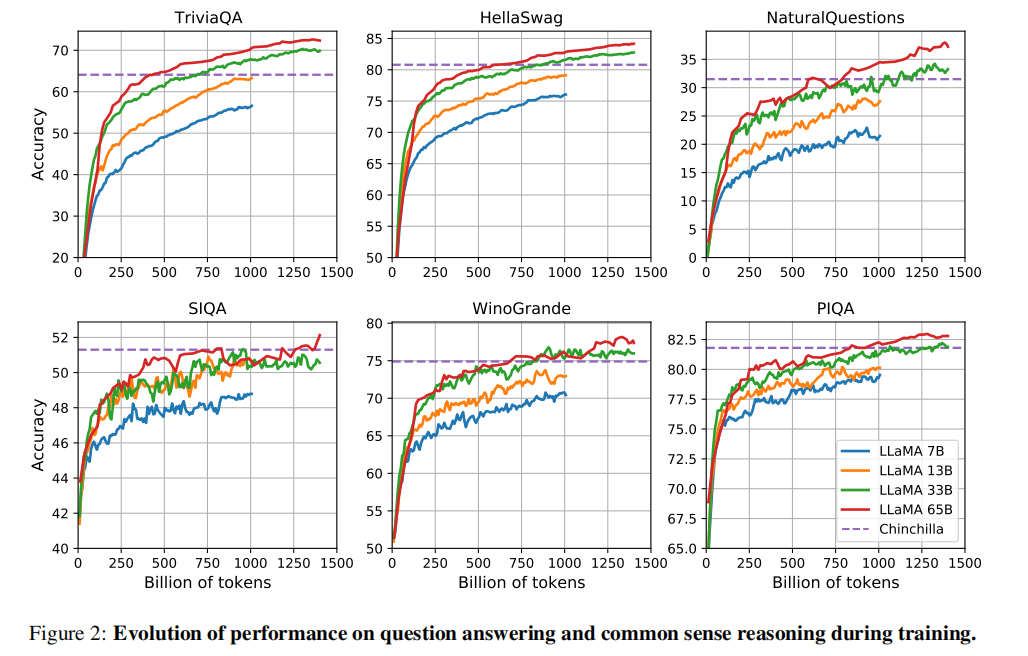 TriviaQA
70
60
50
40
30
20
0 250 500 750 1000 1250 1500
Accuracy
HellaSwag
85
80
75
70
65
60
55
50
0 250 500 750 1000 1250 1500
NaturalQuestions
35
30
25
20
15
10
5
0
0 250 500 750 1000 1250 1500
SIQA
52
50
48
46
44
42
40
0 250 500 750 1000 1250 1500
Accuracy
Billion of tokens
WinoGrande
80
75
70
65
60
55
50
0 250 500 750 1000 1250 1500
Billion of tokens
PIQA
82.5
80.0
77.5
75.0
72.5
70.0
67.5
65.0
0 250 500 750 1000 1250 1500
Billion of tokens
LLaMA 7B
LLaMA 13B
LLaMA 33B
LLaMA 65B
Chinchilla
Figure 2: Evolution of performance on question answering and common sense reasoning during training.